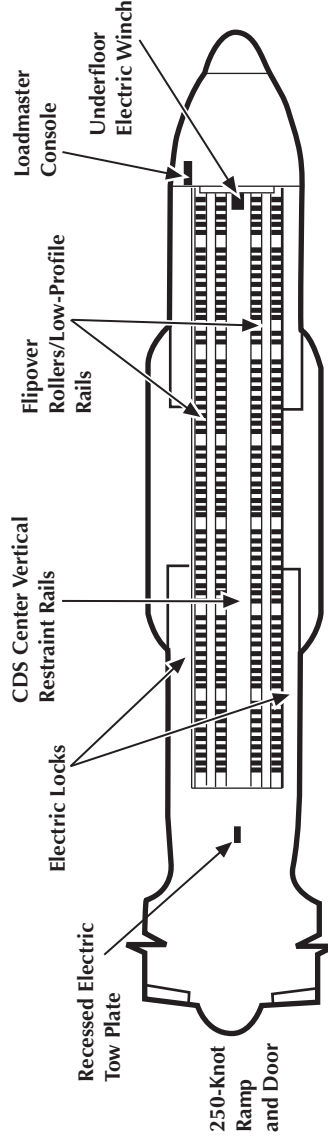 Recessed Electric
Tow Plate
Electric Locks
CDS Center Vertical
Restraint Rails
Flipover
Rollers/Low-Profile
Rails
Loadmaster
Console
Underfloor
Electric Winch
250-Knot
Ramp
and Door